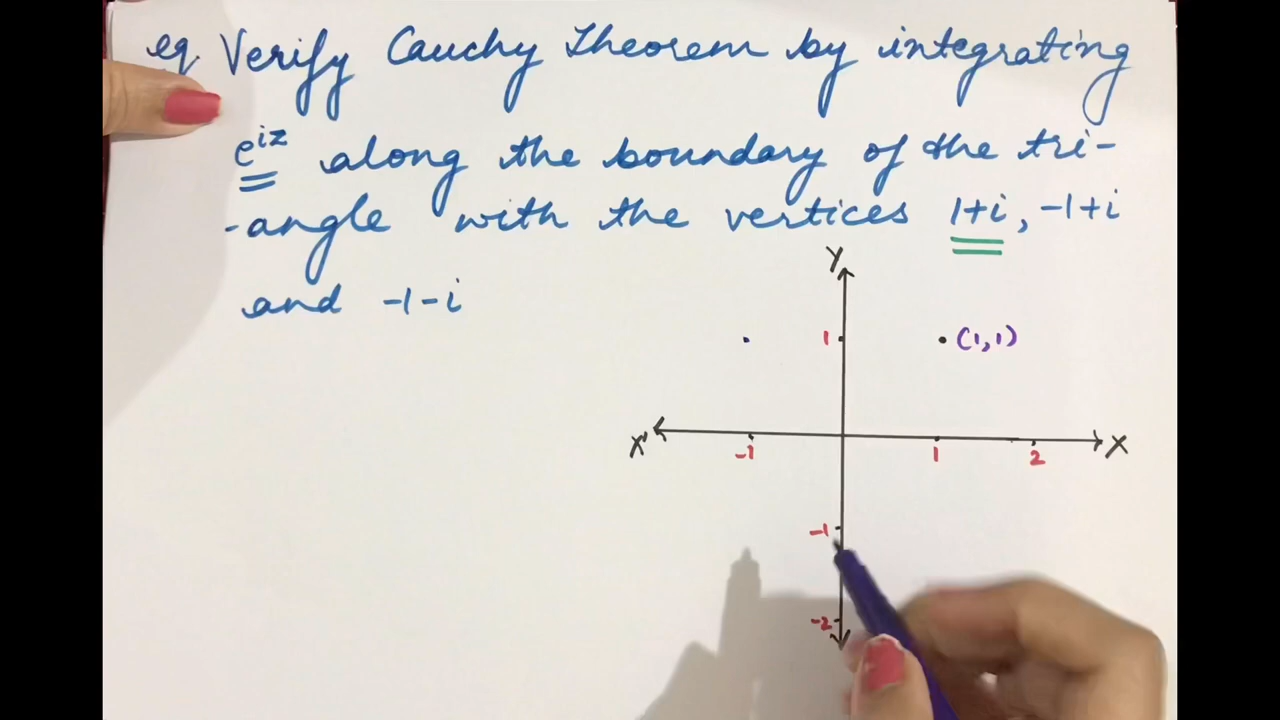 eg. Verify Cauchy Theorem by integrating
e^{iz} along the boundary of the tri-
-angle with the vertices 1+i, -1+i
and -1-i
Y
1
(1,1)
X' -1 1 2 X
-1
-2